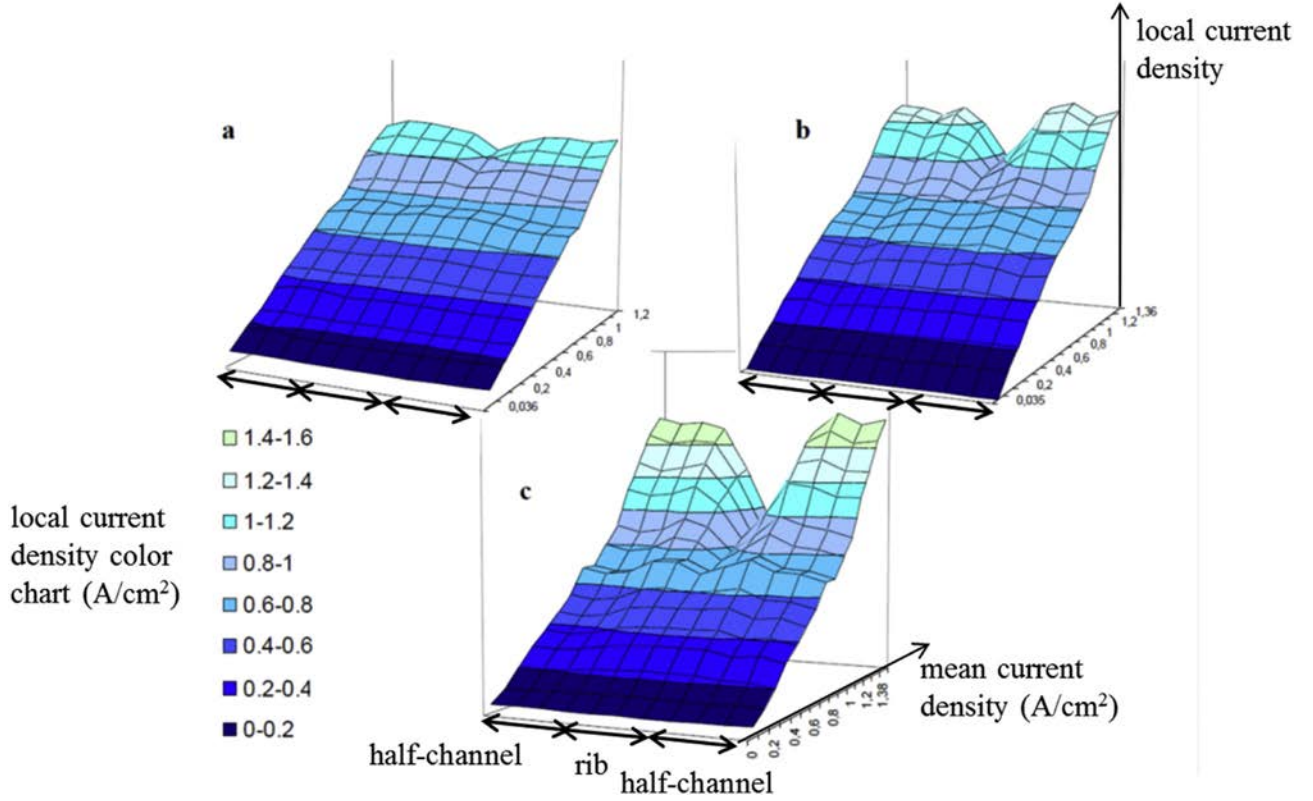 local current
density
a
b
1,2
1
0,8
0,6
0,4
0,2
0,036
1,36
1,2
1
0,8
0,6
0,4
0,2
0,035
c
local current
density color
chart (A/cm²)
1.4-1.6
1.2-1.4
1-1.2
0.8-1
0.6-0.8
0.4-0.6
0.2-0.4
0-0.2
mean current
density (A/cm²)
1,38
1,2
1
0,8
0,6
0,4
0,2
0
half-channel
rib
half-channel